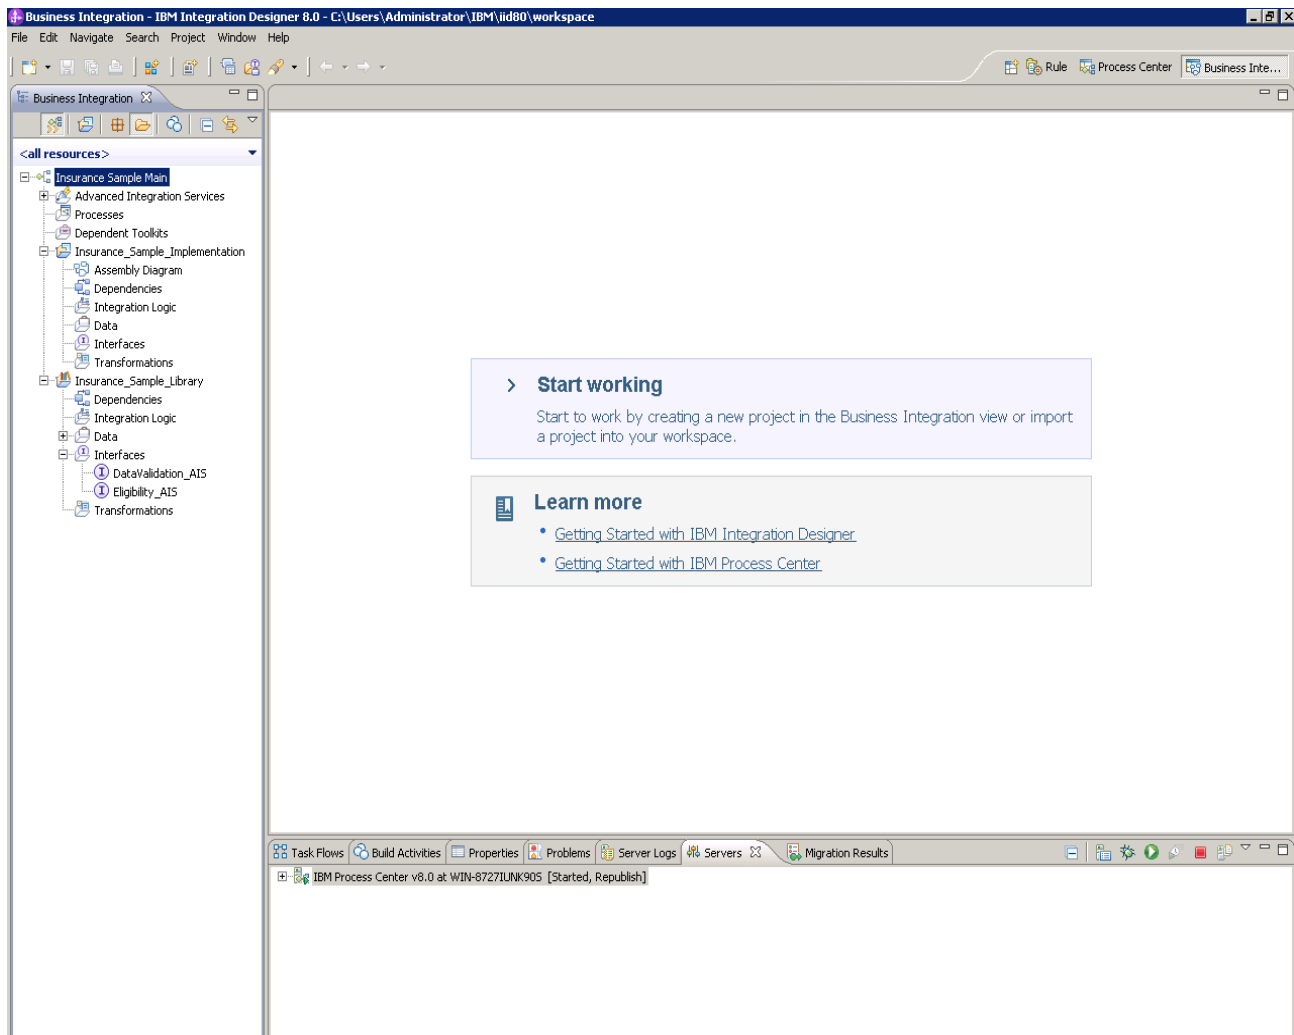 Business Integration - IBM Integration Designer 8.0 - C:\Users\Administrator\IBM\iid80\workspace
File Edit Navigate Search Project Window Help
Rule Process Center Business Inte...
Business Integration
<all resources>
Insurance Sample Main
Advanced Integration Services
Processes
Dependent Toolkits
Insurance_Sample_Implementation
Assembly Diagram
Dependencies
Integration Logic
Data
Interfaces
Transformations
Insurance_Sample_Library
Dependencies
Integration Logic
Data
Interfaces
DataValidation_AIS
Eligibility_AIS
Transformations
Start working
Start to work by creating a new project in the Business Integration view or import
a project into your workspace.
Learn more
Getting Started with IBM Integration Designer
Getting Started with IBM Process Center
Task Flows Build Activities Properties Problems Server Logs Servers Migration Results
IBM Process Center v8.0 at WIN-8727IUNK90S [Started, Republish]